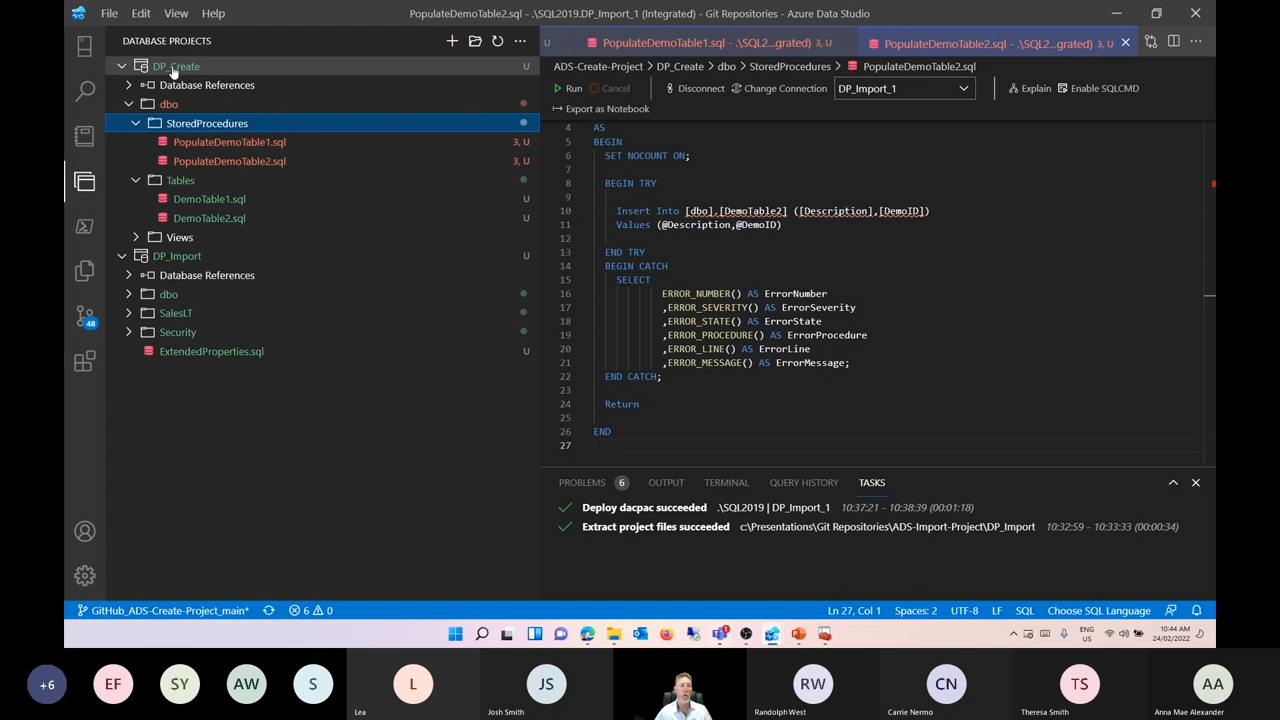 File Edit View Help
PopulateDemoTable2.sql - .\SQL2019.DP_Import_1 (Integrated) - Git Repositories - Azure Data Studio
DATABASE PROJECTS
DP_Create U
Database References
dbo
StoredProcedures
PopulateDemoTable1.sql 3, U
PopulateDemoTable2.sql 3, U
Tables
DemoTable1.sql U
DemoTable2.sql U
Views
DP_Import U
Database References
dbo
SalesLT
Security
ExtendedProperties.sql U
48
U PopulateDemoTable1.sql - .\SQL2...grated) 3, U PopulateDemoTable2.sql - .\SQL2...grated) 3, U
ADS-Create-Project > DP_Create > dbo > StoredProcedures > PopulateDemoTable2.sql
Run Cancel Disconnect Change Connection DP_Import_1 Explain Enable SQLCMD
Export as Notebook
4 AS
5 BEGIN
6 SET NOCOUNT ON;
7
8 BEGIN TRY
9
10 Insert Into [dbo].[DemoTable2] ([Description],[DemoID])
11 Values (@Description,@DemoID)
12
13 END TRY
14 BEGIN CATCH
15 SELECT
16 ERROR_NUMBER() AS ErrorNumber
17 ,ERROR_SEVERITY() AS ErrorSeverity
18 ,ERROR_STATE() AS ErrorState
19 ,ERROR_PROCEDURE() AS ErrorProcedure
20 ,ERROR_LINE() AS ErrorLine
21 ,ERROR_MESSAGE() AS ErrorMessage;
22 END CATCH;
23
24 Return
25
26 END
27
PROBLEMS 6 OUTPUT TERMINAL QUERY HISTORY TASKS
Deploy dacpac succeeded .\SQL2019 | DP_Import_1 10:37:21 - 10:38:39 (00:01:18)
Extract project files succeeded c:\Presentations\Git Repositories\ADS-Import-Project\DP_Import 10:32:59 - 10:33:33 (00:00:34)
GitHub_ADS-Create-Project_main* 6 0 Ln 27, Col 1 Spaces: 2 UTF-8 LF SQL Choose SQL Language
ENG
US
10:44 AM
24/02/2022
+6 EF SY AW S L JS RW CN TS AA
Lea Josh Smith Randolph West Carrie Nermo Theresa Smith Anna Mae Alexander